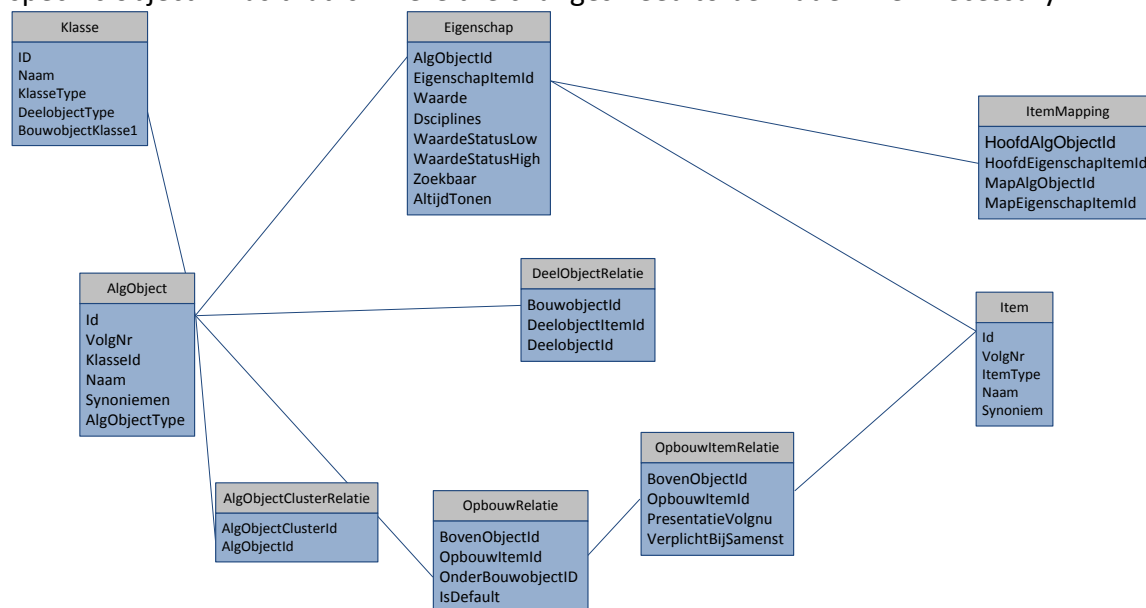 Klasse
ID
Naam
KlasseType
DeelobjectType
BouwobjectKlasse1
Eigenschap
AlgObjectId
EigenschapItemId
Waarde
Dsciplines
WaardeStatusLow
WaardeStatusHigh
Zoekbaar
AltijdTonen
ItemMapping
HoofdAlgObjectId
HoofdEigenschapItemId
MapAlgObjectId
MapEigenschapItemId
AlgObject
Id
VolgNr
KlasseId
Naam
Synoniemen
AlgObjectType
DeelObjectRelatie
BouwobjectId
DeelobjectItemId
DeelobjectId
Item
Id
VolgNr
ItemType
Naam
Synoniem
AlgObjectClusterRelatie
AlgObjectClusterId
AlgObjectId
OpbouwRelatie
BovenObjectId
OpbouwItemId
OnderBouwobjectID
IsDefault
OpbouwItemRelatie
BovenObjectId
OpbouwItemId
PresentatieVolgnu
VerplichtBijSamenst